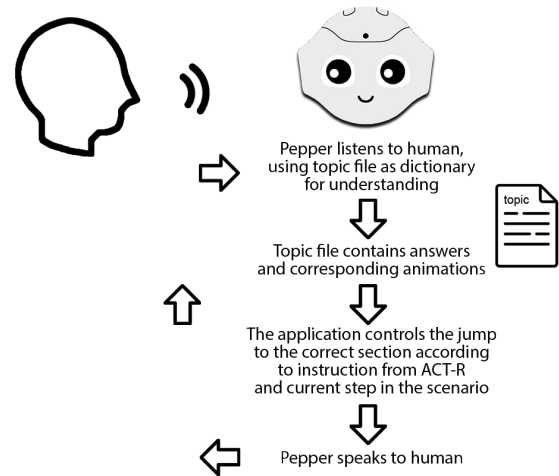 Pepper listens to human,
using topic file as dictionary
for understanding
topic
Topic file contains answers
and corresponding animations
The application controls the jump
to the correct section according
to instruction from ACT-R
and current step in the scenario
Pepper speaks to human